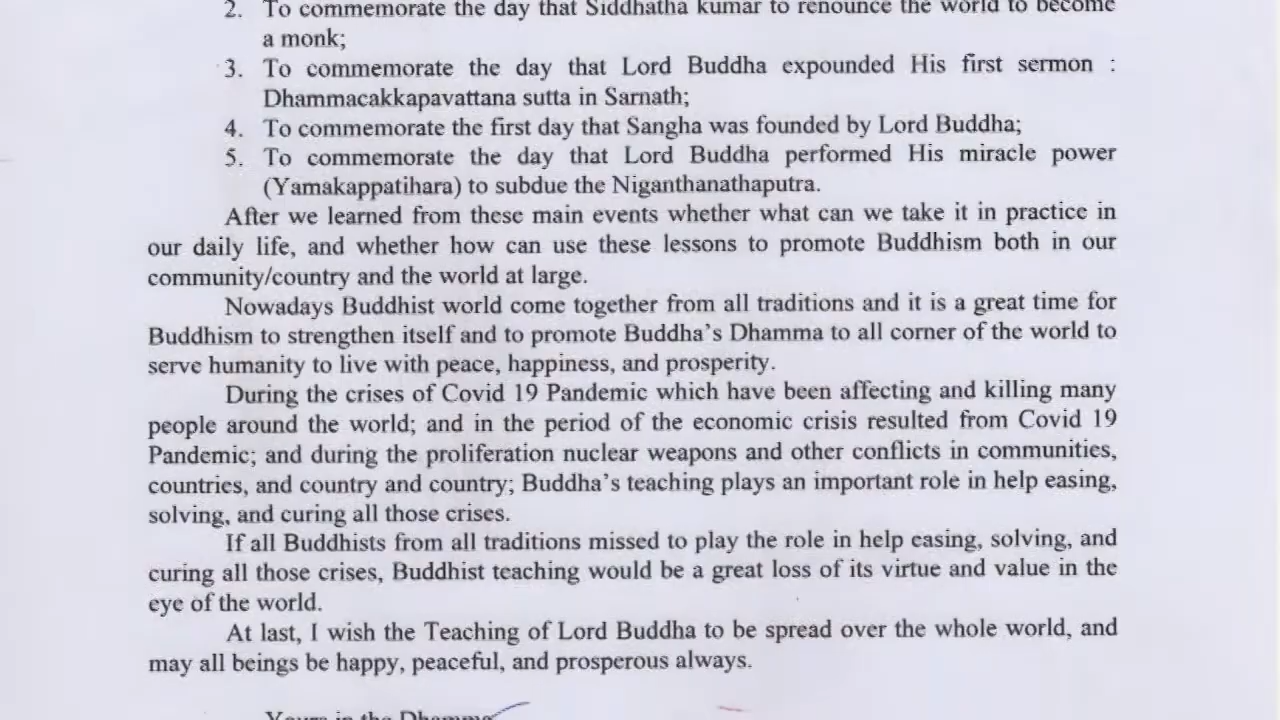 2. To commemorate the day that Siddhatha kumar to renounce the world to become
a monk;
3. To commemorate the day that Lord Buddha expounded His first sermon :
Dhammacakkapavattana sutta in Sarnath;
4. To commemorate the first day that Sangha was founded by Lord Buddha;
5. To commemorate the day that Lord Buddha performed His miracle power
(Yamakappatihara) to subdue the Niganthanathaputra.
After we learned from these main events whether what can we take it in practice in
our daily life, and whether how can use these lessons to promote Buddhism both in our
community/country and the world at large.
Nowadays Buddhist world come together from all traditions and it is a great time for
Buddhism to strengthen itself and to promote Buddha's Dhamma to all corner of the world to
serve humanity to live with peace, happiness, and prosperity.
During the crises of Covid 19 Pandemic which have been affecting and killing many
people around the world; and in the period of the economic crisis resulted from Covid 19
Pandemic; and during the proliferation nuclear weapons and other conflicts in communities,
countries, and country and country; Buddha's teaching plays an important role in help easing,
solving, and curing all those crises.
If all Buddhists from all traditions missed to play the role in help easing, solving, and
curing all those crises, Buddhist teaching would be a great loss of its virtue and value in the
eye of the world.
At last, I wish the Teaching of Lord Buddha to be spread over the whole world, and
may all beings be happy, peaceful, and prosperous always.
Yours in the Dhamma